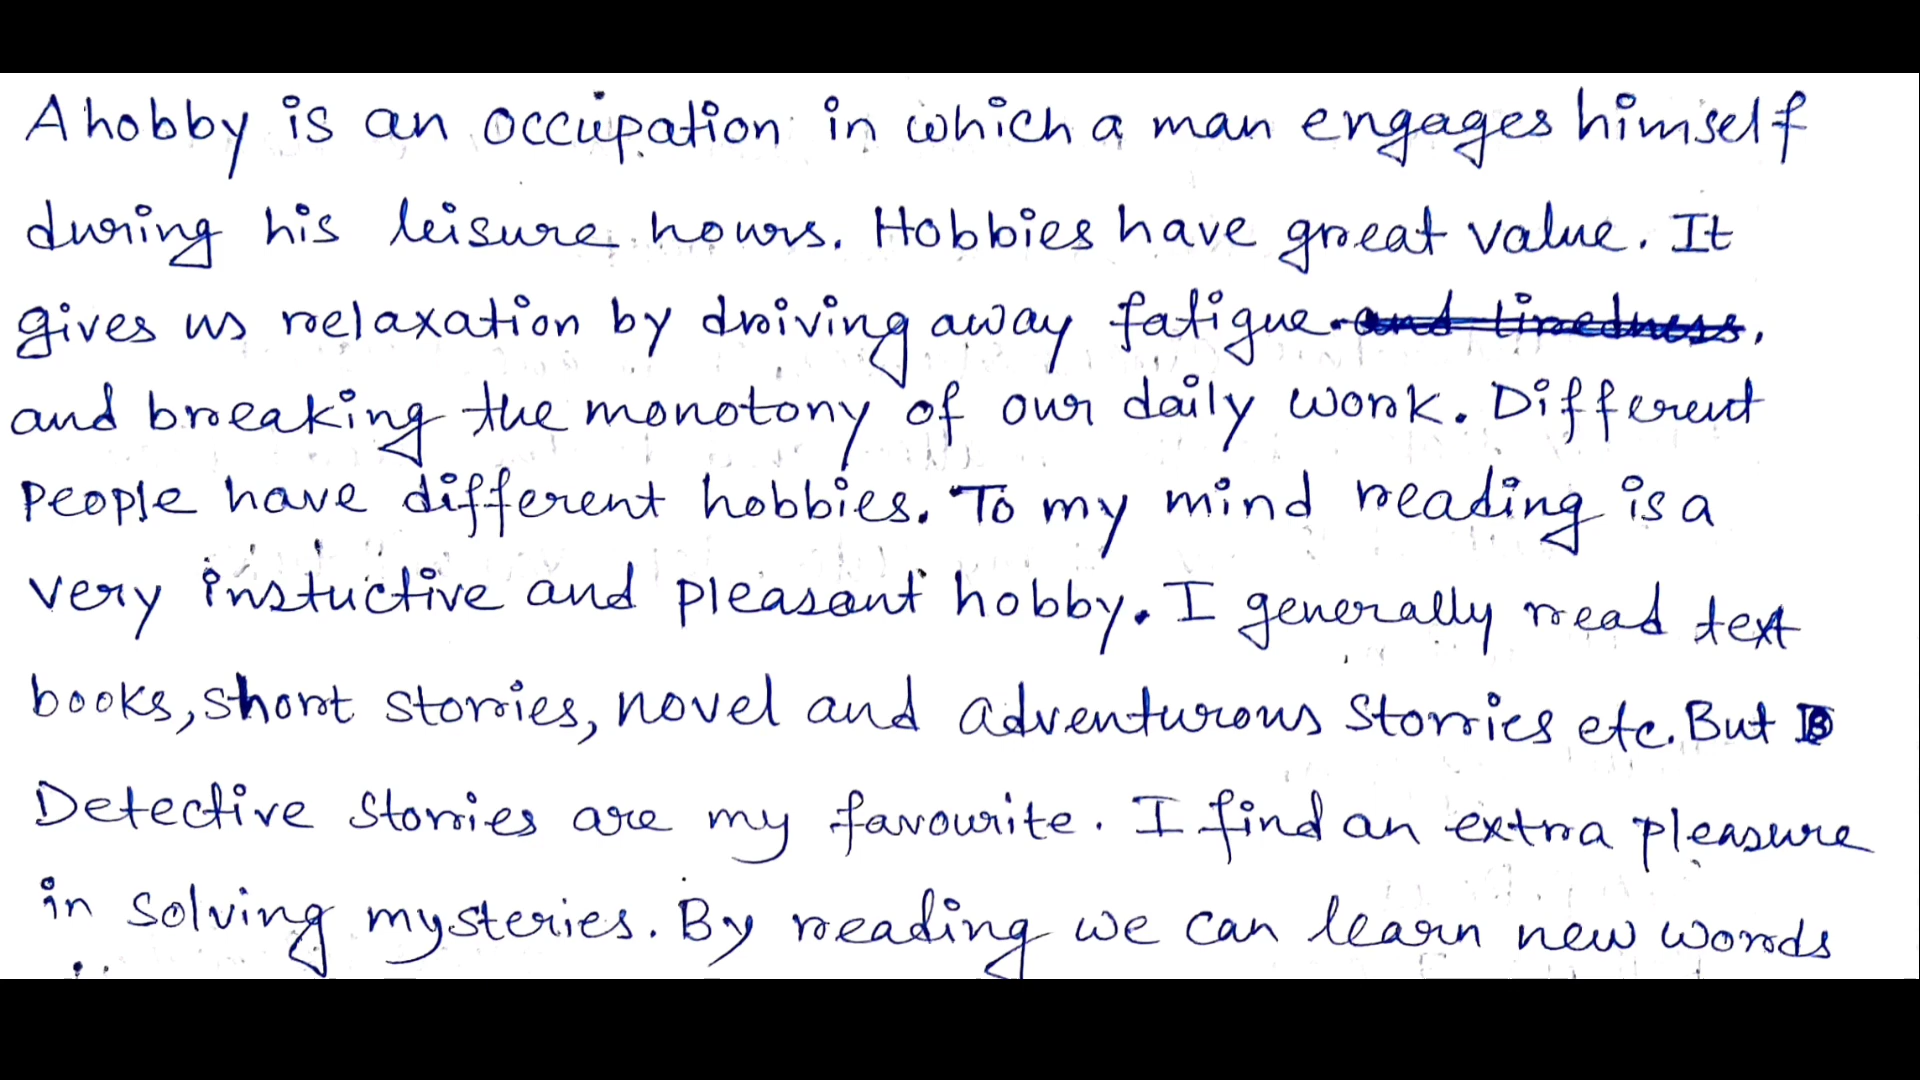 A hobby is an occupation in which a man engages himself
during his leisure hours. Hobbies have great value. It
gives us relaxation by driving away fatigue and tiredness.
and breaking the monotony of our daily work. Different
people have different hobbies. To my mind reading is a
very instuctive and pleasant hobby. I generally read text
books, short stories, novel and adventurous stories etc. But
Detective stories are my favourite. I find an extra pleasure
in solving mysteries. By reading we can learn new words